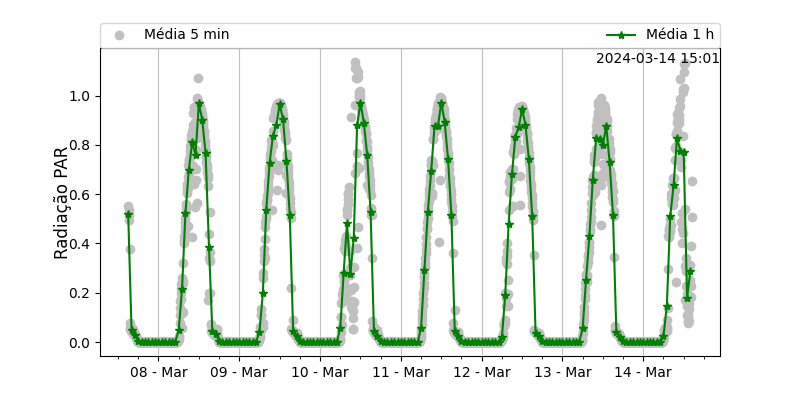 Média 5 min
Média 1 h
2024-03-14 15:01
Radiação PAR
1.0
0.8
0.6
0.4
0.2
0.0
08 - Mar
09 - Mar
10 - Mar
11 - Mar
12 - Mar
13 - Mar
14 - Mar